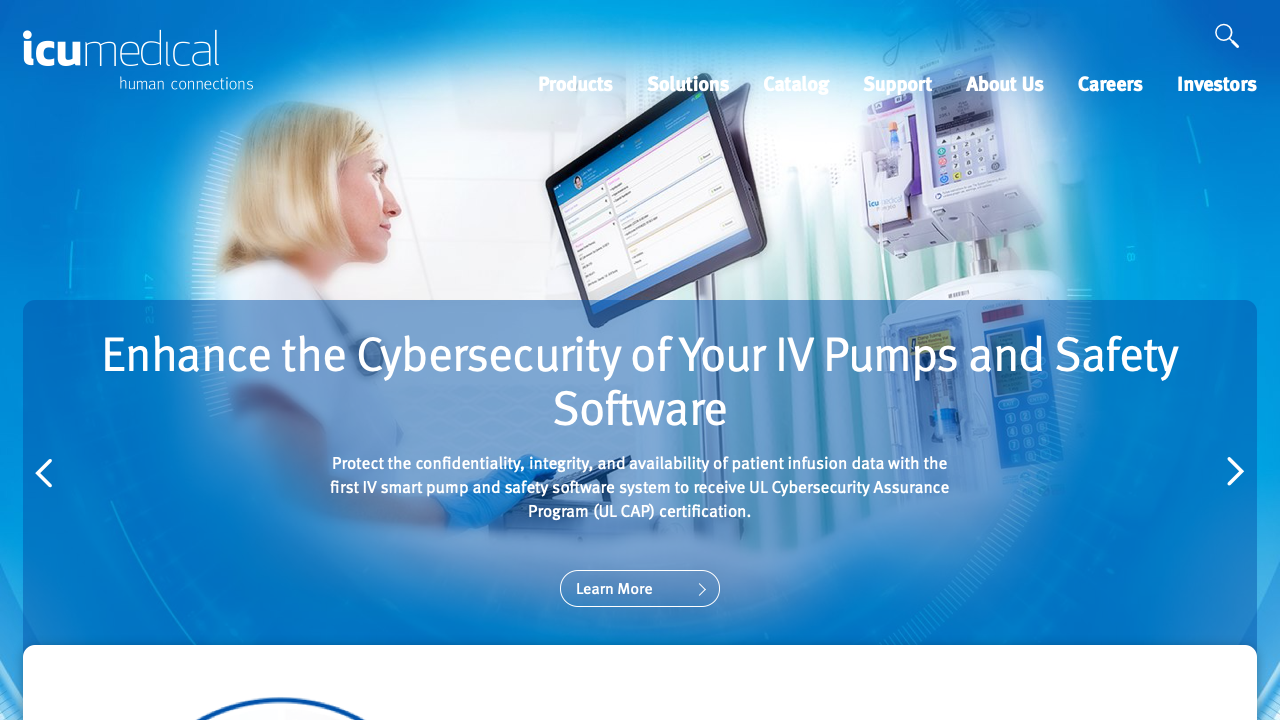 icumedical
human connections
Products Solutions Catalog Support About Us Careers Investors
Enhance the Cybersecurity of Your IV Pumps and Safety
Software
Protect the confidentiality, integrity, and availability of patient infusion data with the
first IV smart pump and safety software system to receive UL Cybersecurity Assurance
Program (UL CAP) certification.
Learn More